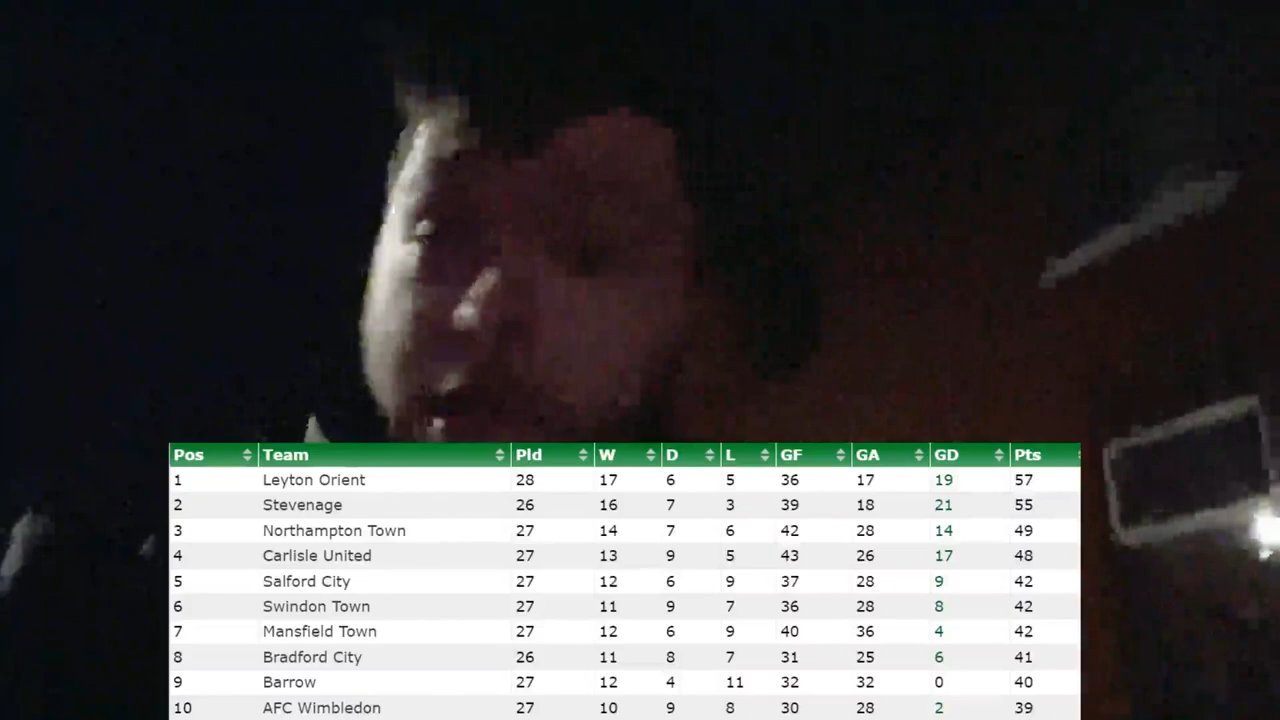 Pos Team Pld W D L GF GA GD Pts
1 Leyton Orient 28 17 6 5 36 17 19 57
2 Stevenage 26 16 7 3 39 18 21 55
3 Northampton Town 27 14 7 6 42 28 14 49
4 Carlisle United 27 13 9 5 43 26 17 48
5 Salford City 27 12 6 9 37 28 9 42
6 Swindon Town 27 11 9 7 36 28 8 42
7 Mansfield Town 27 12 6 9 40 36 4 42
8 Bradford City 26 11 8 7 31 25 6 41
9 Barrow 27 12 4 11 32 32 0 40
10 AFC Wimbledon 27 10 9 8 30 28 2 39